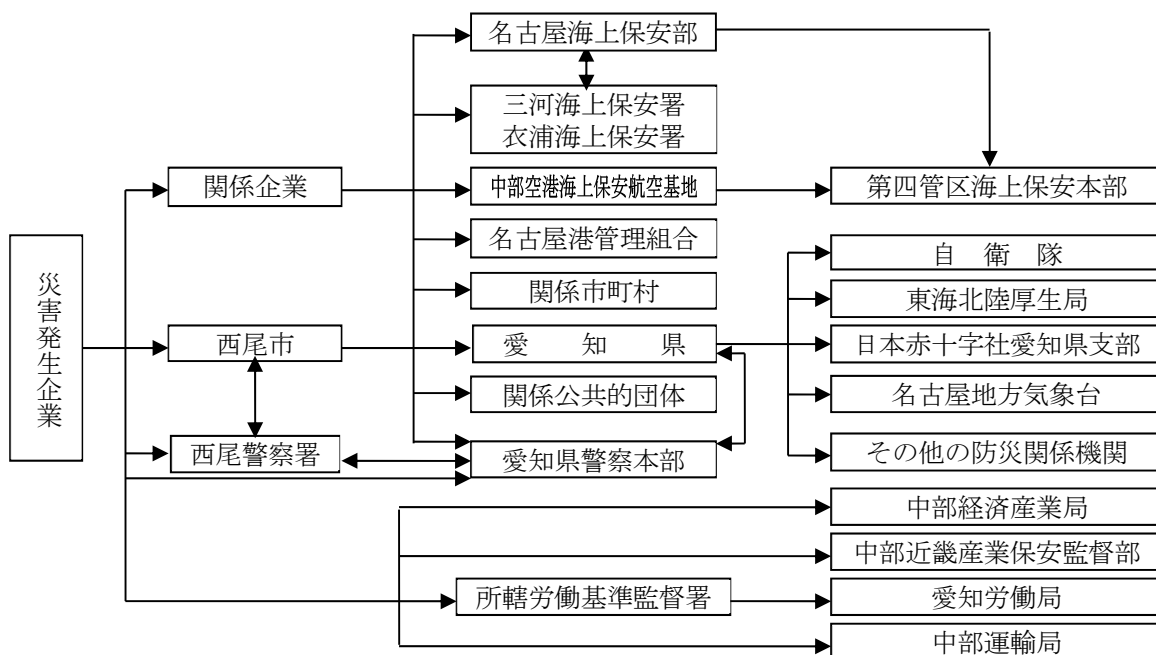 災害発生企業
関係企業
西尾市
西尾警察署
名古屋海上保安部
三河海上保安署
衣浦海上保安署
中部空港海上保安航空基地
名古屋港管理組合
関係市町村
愛　知　県
関係公共的団体
愛知県警察本部
所轄労働基準監督署
第四管区海上保安本部
自　衛　隊
東海北陸厚生局
日本赤十字社愛知県支部
名古屋地方気象台
その他の防災関係機関
中部経済産業局
中部近畿産業保安監督部
愛知労働局
中部運輸局